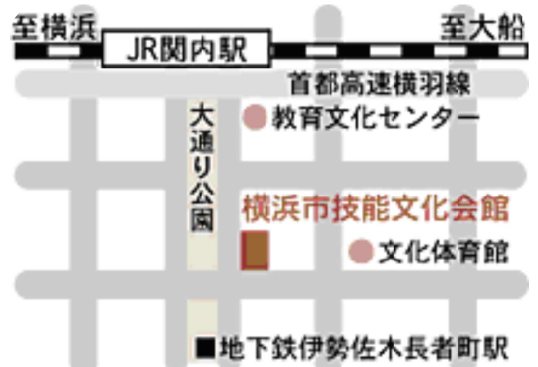 至横浜
至大船
JR関内駅
首都高速横羽線
大通り公園
教育文化センター
横浜市技能文化会館
文化体育館
地下鉄伊勢佐木長者町駅